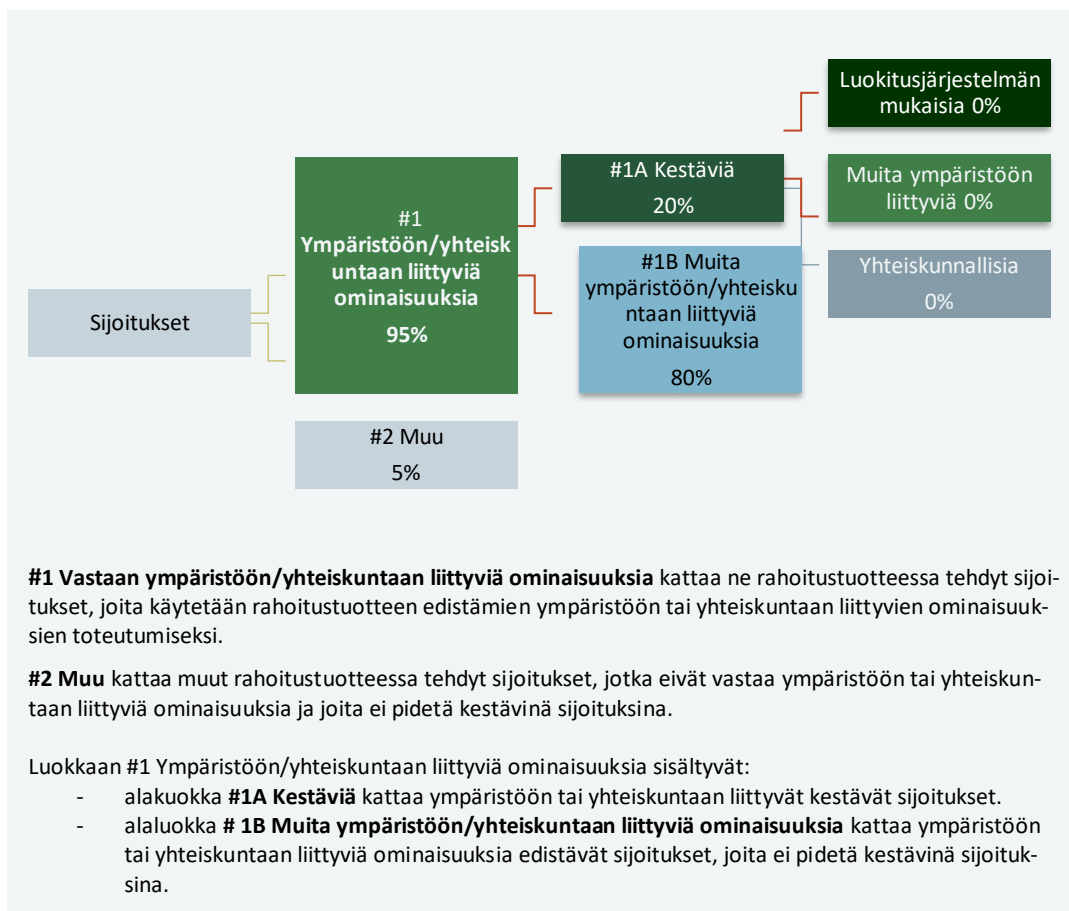 Sijoitukset
#1
Ympäristöön/yhteisk
untaan liittyviä
ominaisuuksia
95%
#2 Muu
5%
#1A Kestäviä
20%
#1B Muita
ympäristöön/yhteisku
ntaan liittyviä
ominaisuuksia
80%
Luokitusjärjestelmän
mukaisia 0%
Muita ympäristöön
liittyviä 0%
Yhteiskunnallisia
0%
#1 Vastaan ympäristöön/yhteiskuntaan liittyviä ominaisuuksia kattaa ne rahoitustuotteessa tehdyt sijoi-
tukset, joita käytetään rahoitustuotteen edistämien ympäristöön tai yhteiskuntaan liittyvien ominaisuuk-
sien toteutumiseksi.
#2 Muu kattaa muut rahoitustuotteessa tehdyt sijoitukset, jotka eivät vastaa ympäristöön tai yhteiskun-
taan liittyviä ominaisuuksia ja joita ei pidetä kestävinä sijoituksina.
Luokkaan #1 Ympäristöön/yhteiskuntaan liittyviä ominaisuuksia sisältyvät:
- alakuokka #1A Kestäviä kattaa ympäristöön tai yhteiskuntaan liittyvät kestävät sijoitukset.
- alaluokka # 1B Muita ympäristöön/yhteiskuntaan liittyviä ominaisuuksia kattaa ympäristöön
tai yhteiskuntaan liittyviä ominaisuuksia edistävät sijoitukset, joita ei pidetä kestävinä sijoituk-
sina.